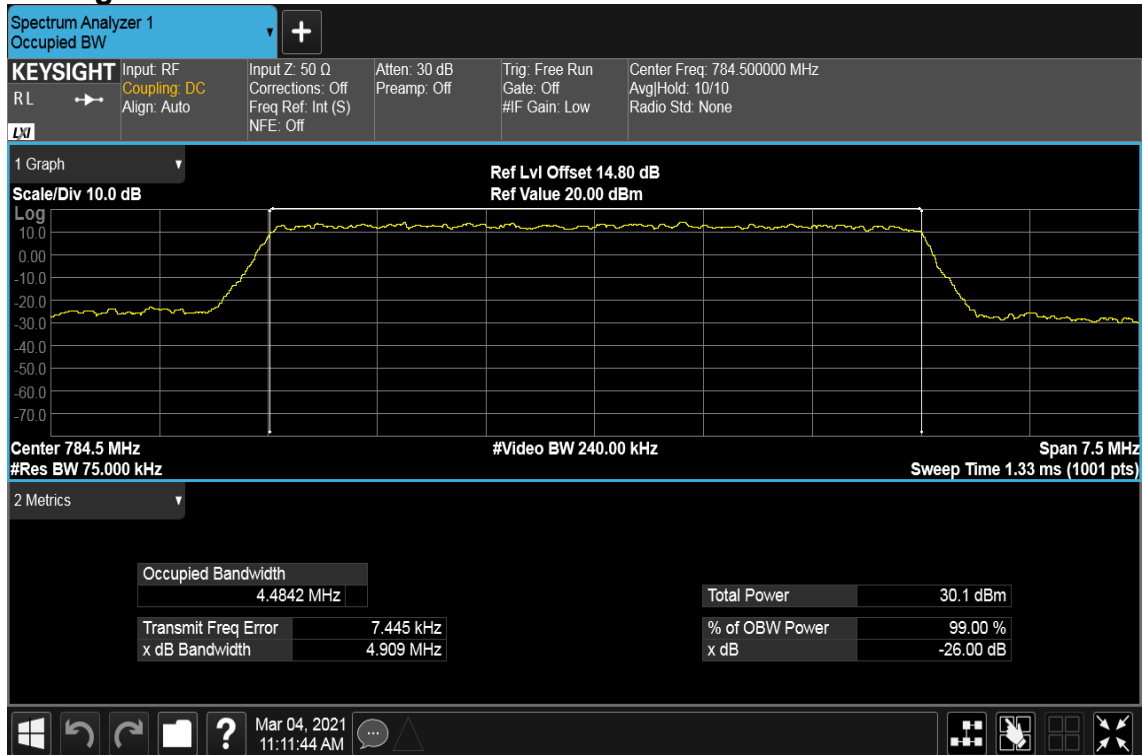 Spectrum Analyzer 1
Occupied BW
+
KEYSIGHT
RL
LXI
Input: RF
Coupling: DC
Align: Auto
Input Z: 50 Ω
Corrections: Off
Freq Ref: Int (S)
NFE: Off
Atten: 30 dB
Preamp: Off
Trig: Free Run
Gate: Off
#IF Gain: Low
Center Freq: 784.500000 MHz
Avg|Hold: 10/10
Radio Std: None
1 Graph
Ref Lvl Offset 14.80 dB
Scale/Div 10.0 dB
Ref Value 20.00 dBm
Log
10.0
0.00
-10.0
-20.0
-30.0
-40.0
-50.0
-60.0
-70.0
Center 784.5 MHz
#Video BW 240.00 kHz
Span 7.5 MHz
#Res BW 75.000 kHz
Sweep Time 1.33 ms (1001 pts)
2 Metrics
Occupied Bandwidth
4.4842 MHz
Total Power 30.1 dBm
Transmit Freq Error 7.445 kHz
% of OBW Power 99.00 %
x dB Bandwidth 4.909 MHz
x dB -26.00 dB
?
Mar 04, 2021
11:11:44 AM